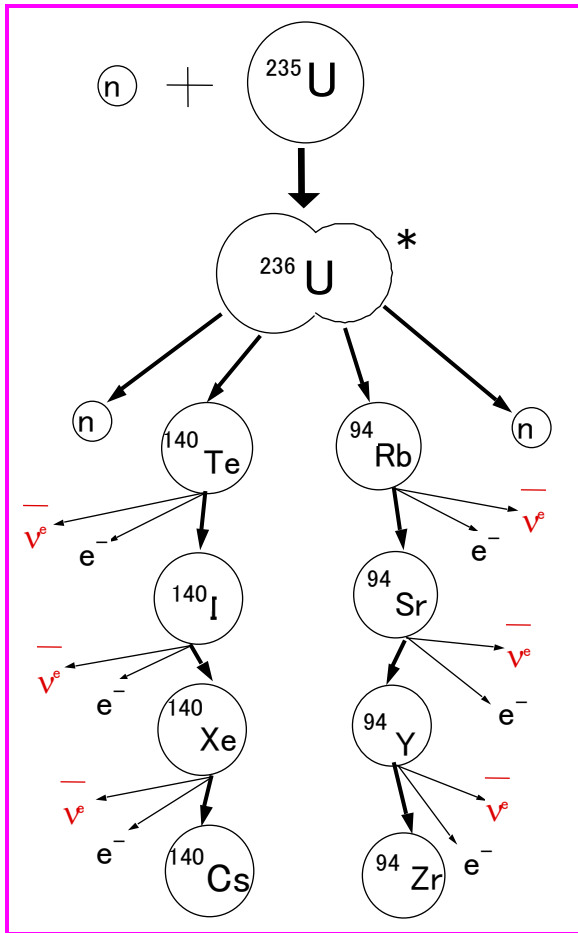 n + ²³⁵U
²³⁶U *
n ¹⁴⁰Te ⁹⁴Rb n
ν̅ᵉ e⁻ e⁻ ν̅ᵉ
¹⁴⁰I ⁹⁴Sr
ν̅ᵉ e⁻ e⁻ ν̅ᵉ
¹⁴⁰Xe ⁹⁴Y
ν̅ᵉ e⁻ e⁻ ν̅ᵉ
¹⁴⁰Cs ⁹⁴Zr